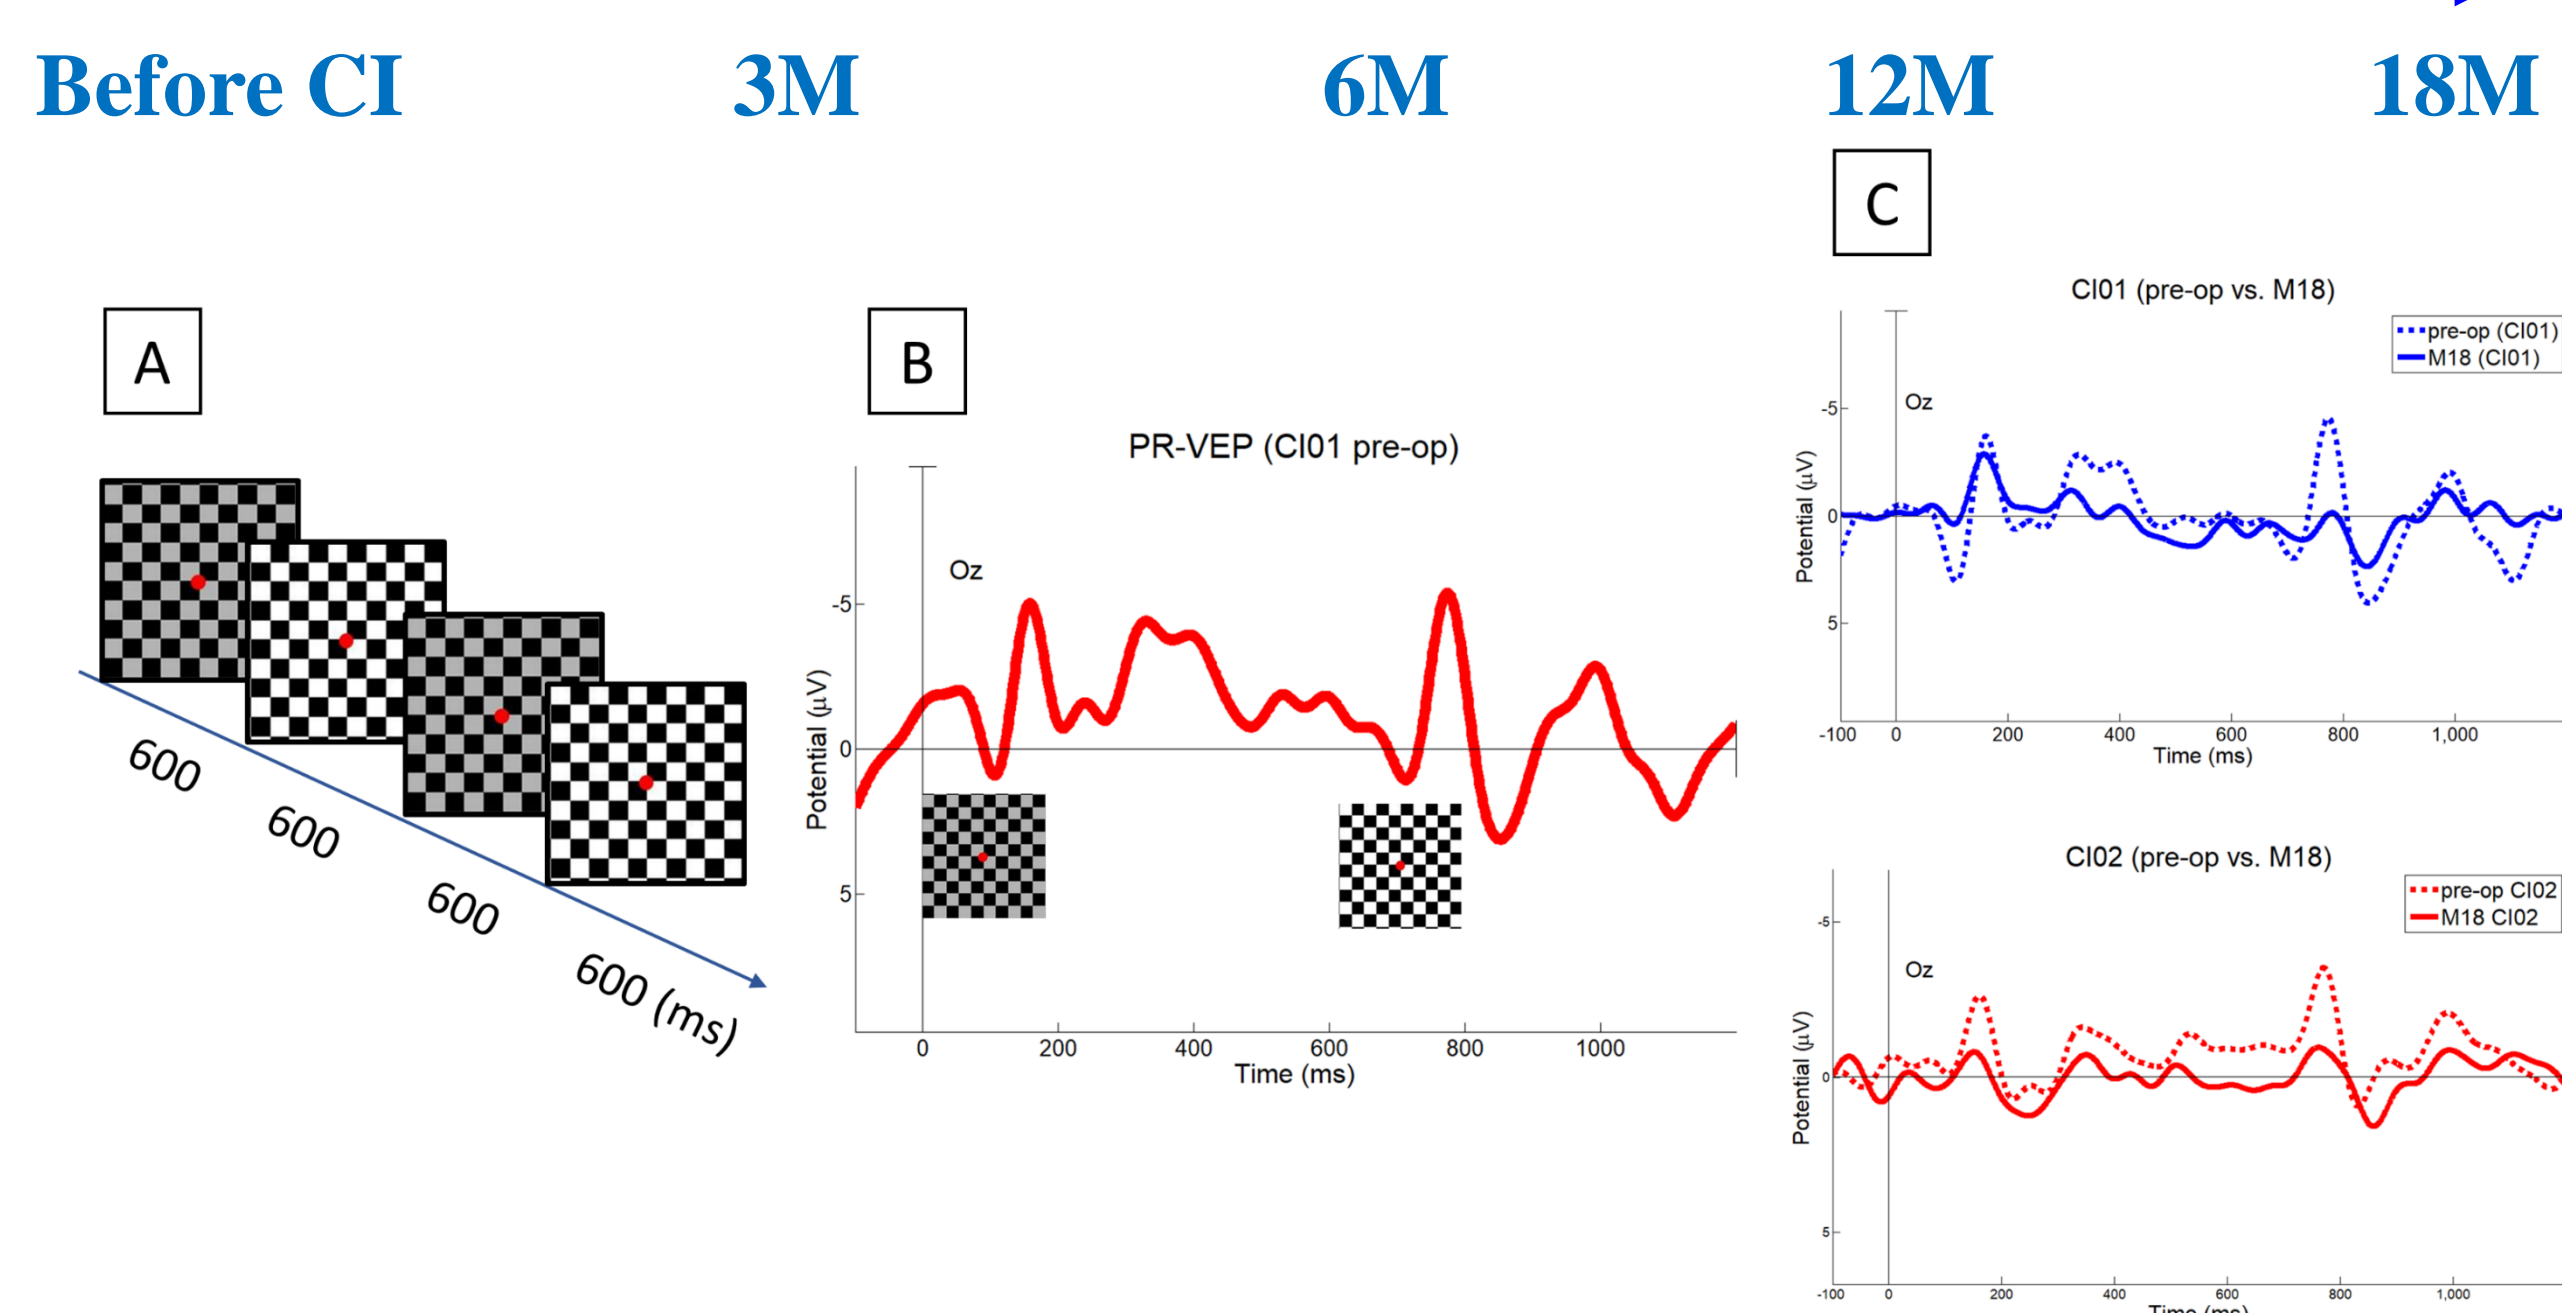 Before CI 3M 6M 12M 18M
A
600
600
600
600 (ms)
B
PR-VEP (CI01 pre-op)
Oz
Potential (µV)
-5
0
5
0 200 400 600 800 1000
Time (ms)
C
CI01 (pre-op vs. M18)
pre-op (CI01)
M18 (CI01)
Oz
Potential (µV)
-5
0
5
-100 0 200 400 600 800 1,000
Time (ms)
CI02 (pre-op vs. M18)
pre-op CI02
M18 CI02
Oz
Potential (µV)
-5
0
5
-100 0 200 400 600 800 1,000
Time (ms)